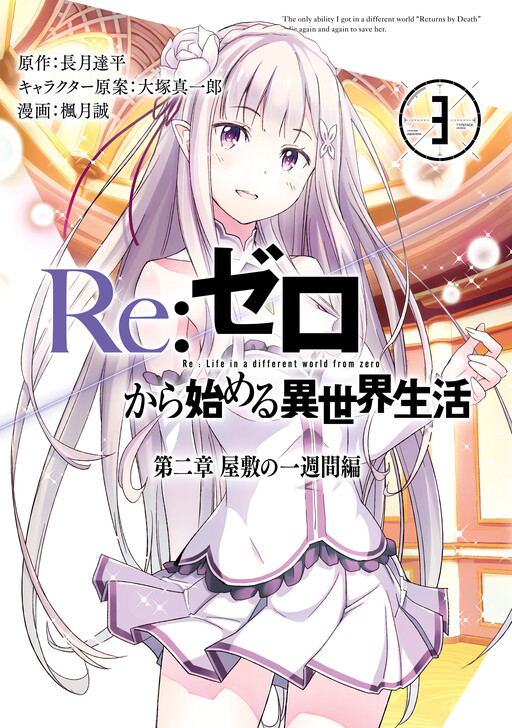 The only ability I got in a different world "Returns by Death"
die again and again to save her.
原作：長月達平
キャラクター原案：大塚真一郎
漫画：楓月誠
3
Re:ゼロ
Re : Life in a different world from zero
から始める異世界生活
第二章 屋敷の一週間編